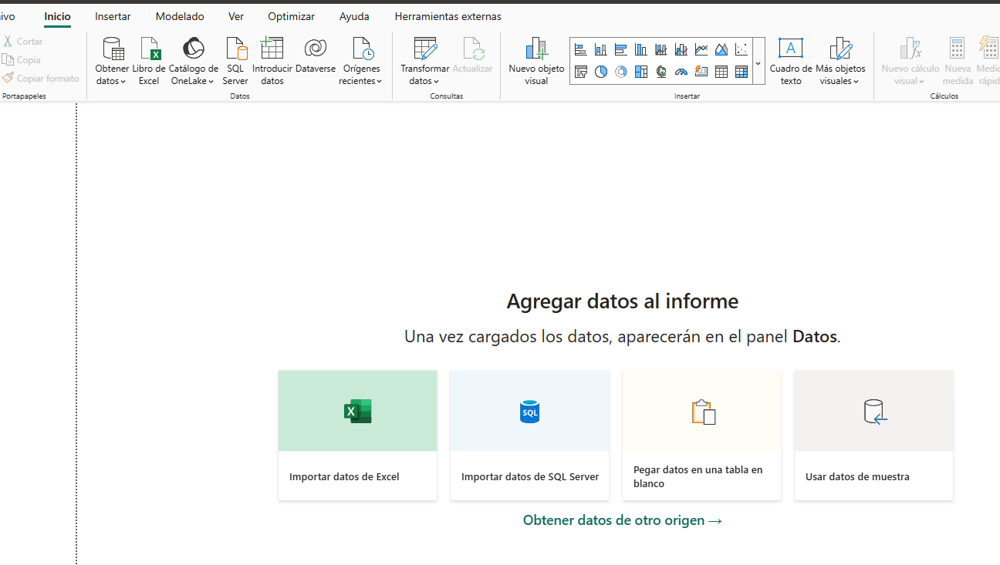 ivo Inicio Insertar Modelado Ver Optimizar Ayuda Herramientas externas
Cortar
Copia
Copiar formato
Portapapeles
Obtener datos
Libro de Excel
Catálogo de OneLake
SQL Server
Introducir datos
Dataverse
Orígenes recientes
Datos
Transformar datos
Actualizar
Consultas
Nuevo objeto visual
Insertar
A
Cuadro de texto
Más objetos visuales
Nuevo cálculo visual
Nueva medida
Medic
rápid
Cálculos
Agregar datos al informe
Una vez cargados los datos, aparecerán en el panel Datos.
X
Importar datos de Excel
SQL
Importar datos de SQL Server
Pegar datos en una tabla en
blanco
Usar datos de muestra
Obtener datos de otro origen →